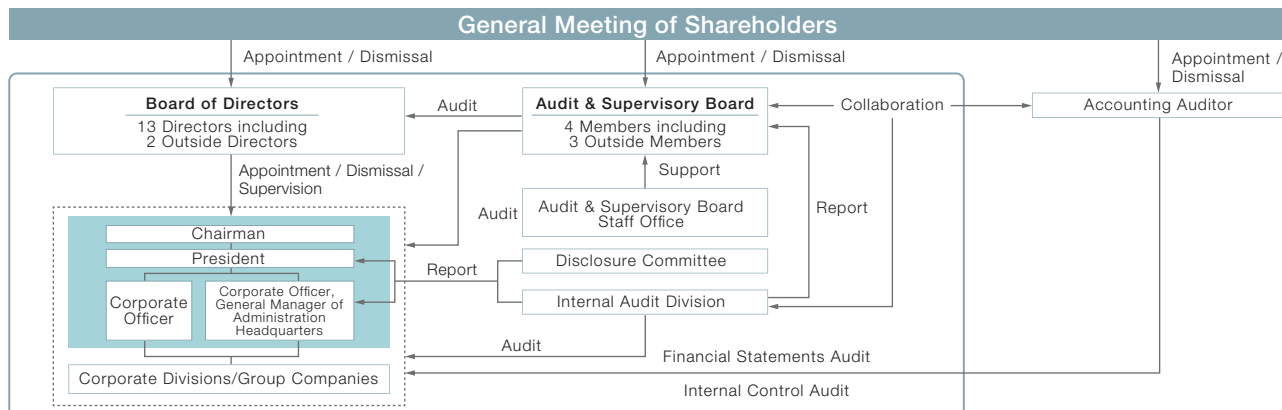 General Meeting of Shareholders
Appointment / Dismissal
Appointment / Dismissal
Appointment /
Dismissal
Board of Directors
13 Directors including
2 Outside Directors
Audit
Audit & Supervisory Board
4 Members including
3 Outside Members
Collaboration
Accounting Auditor
Appointment / Dismissal /
Supervision
Support
Audit
Audit & Supervisory Board
Staff Office
Report
Chairman
President
Report
Disclosure Committee
Corporate
Officer
Corporate Officer,
General Manager of
Administration
Headquarters
Internal Audit Division
Audit
Financial Statements Audit
Corporate Divisions/Group Companies
Internal Control Audit